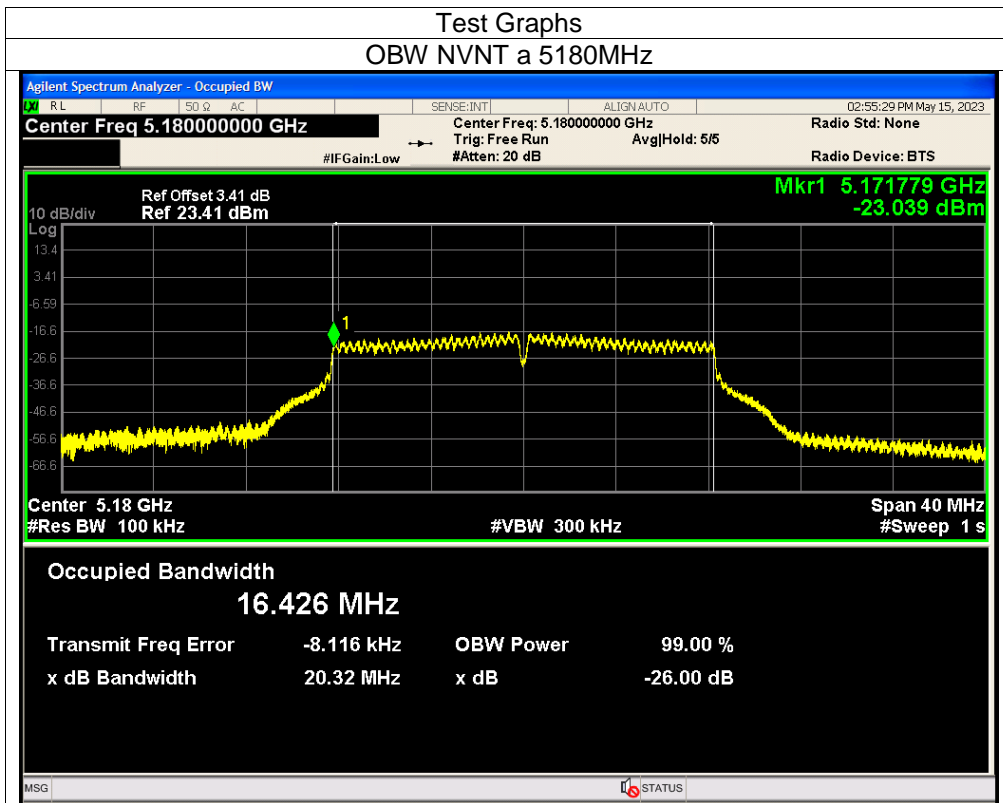 Test Graphs
OBW NVNT a 5180MHz
Agilent Spectrum Analyzer - Occupied BW
LXI RL RF 50 Ω AC SENSE:INT ALIGN AUTO 02:55:29 PM May 15, 2023
Center Freq 5.180000000 GHz Center Freq: 5.180000000 GHz Radio Std: None
Trig: Free Run Avg|Hold: 5/5
#IFGain:Low #Atten: 20 dB Radio Device: BTS
Mkr1 5.171779 GHz
-23.039 dBm
Ref Offset 3.41 dB
10 dB/div Ref 23.41 dBm
Log
13.4
3.41
-6.59
-16.6
1
-26.6
-36.6
-46.6
-56.6
-66.6
Center 5.18 GHz Span 40 MHz
#Res BW 100 kHz #VBW 300 kHz #Sweep 1 s
Occupied Bandwidth
16.426 MHz
Transmit Freq Error -8.116 kHz OBW Power 99.00 %
x dB Bandwidth 20.32 MHz x dB -26.00 dB
MSG STATUS